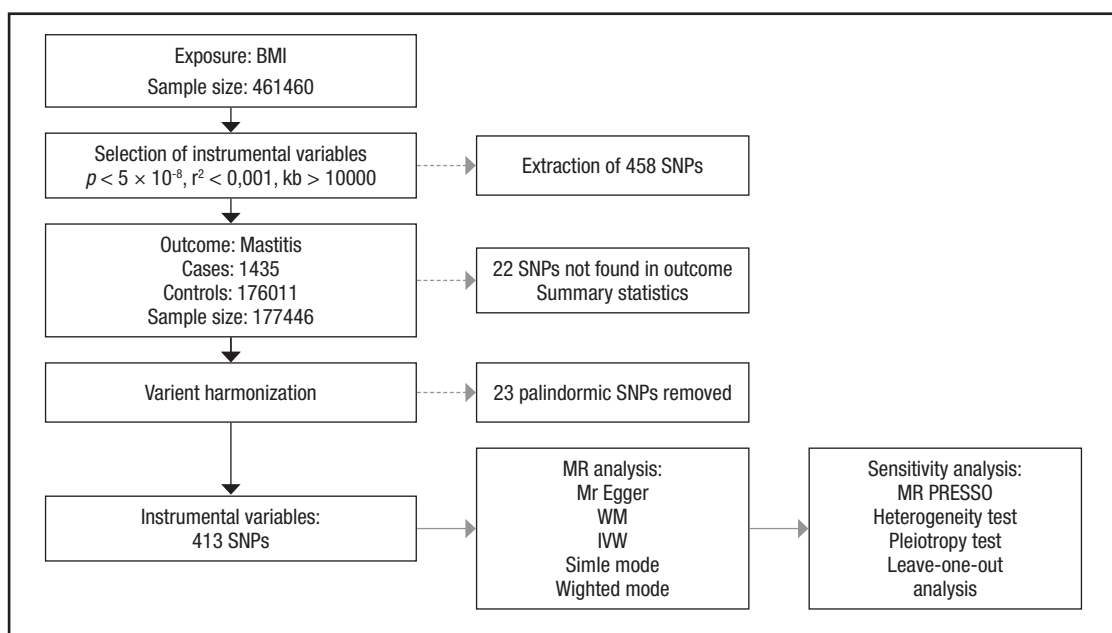 Exposure: BMI
Sample size: 461460
Selection of instrumental variables
p < 5 × 10⁻⁸, r² < 0,001, kb > 10000
Extraction of 458 SNPs
Outcome: Mastitis
Cases: 1435
Controls: 176011
Sample size: 177446
22 SNPs not found in outcome
Summary statistics
Varient harmonization
23 palindormic SNPs removed
Instrumental variables:
413 SNPs
MR analysis:
Mr Egger
WM
IVW
Simle mode
Wighted mode
Sensitivity analysis:
MR PRESSO
Heterogeneity test
Pleiotropy test
Leave-one-out
analysis